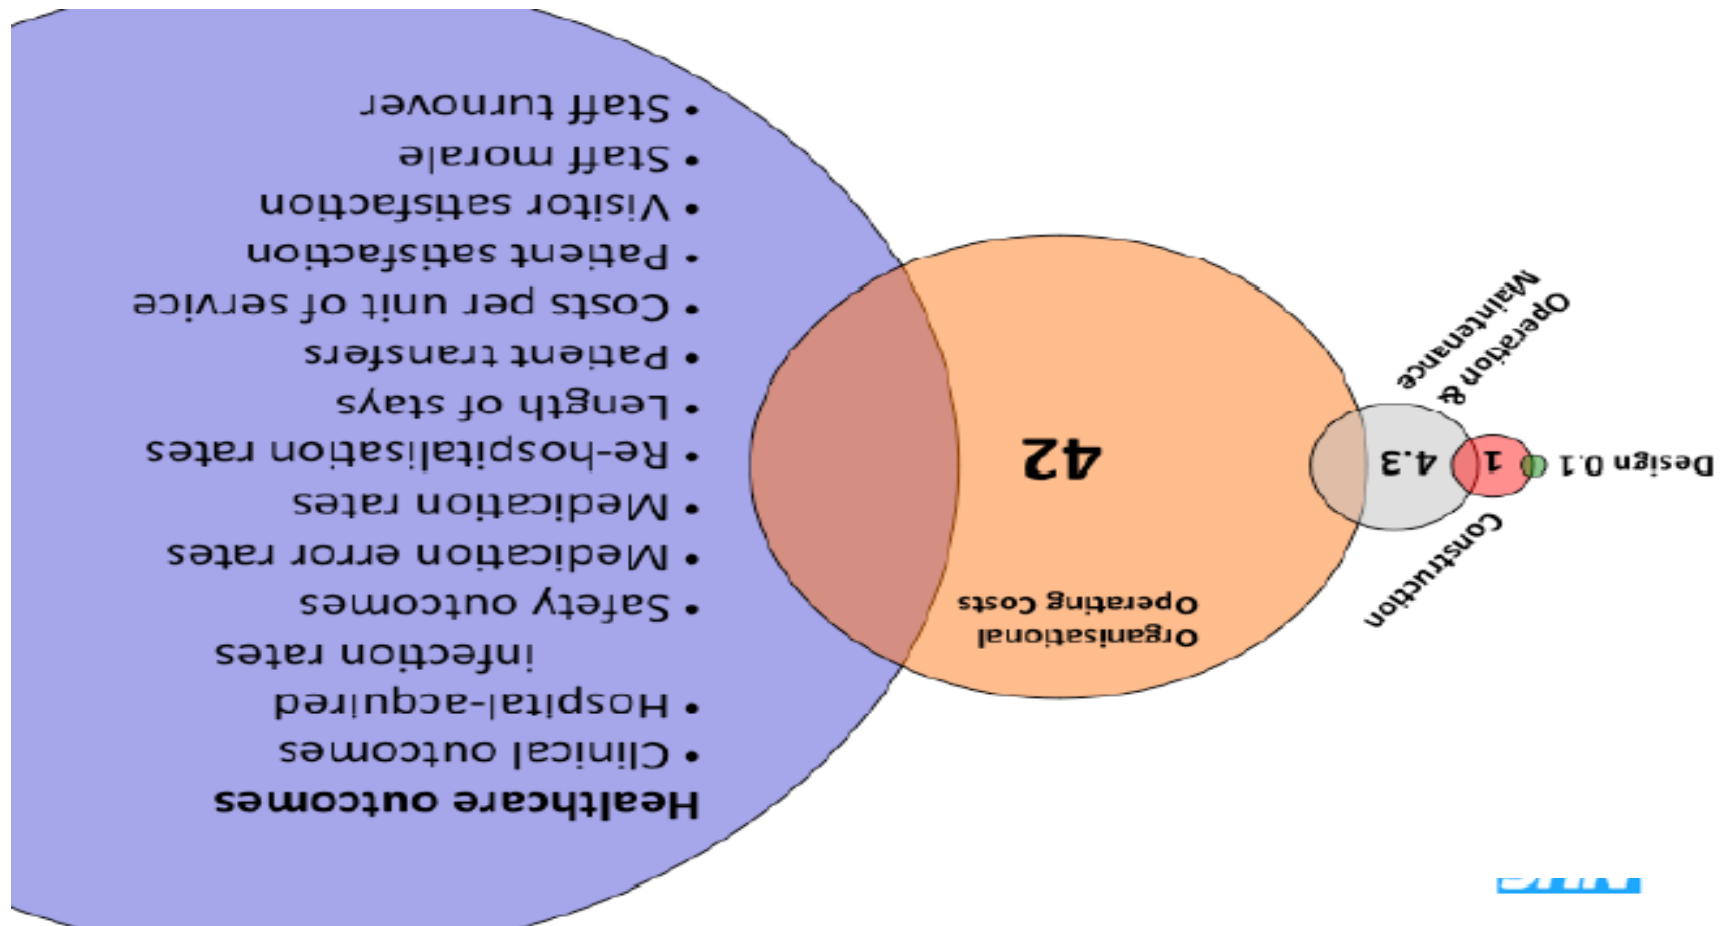 Design 0.1
Construction
1
Operation &
Maintenance
4.3
Organisational
Operating Costs
42
Healthcare outcomes
• Clinical outcomes
• Hospital-acquired
infection rates
• Safety outcomes
• Medication error rates
• Medication rates
• Re-hospitalisation rates
• Length of stays
• Patient transfers
• Costs per unit of service
• Patient satisfaction
• Visitor satisfaction
• Staff morale
• Staff turnover